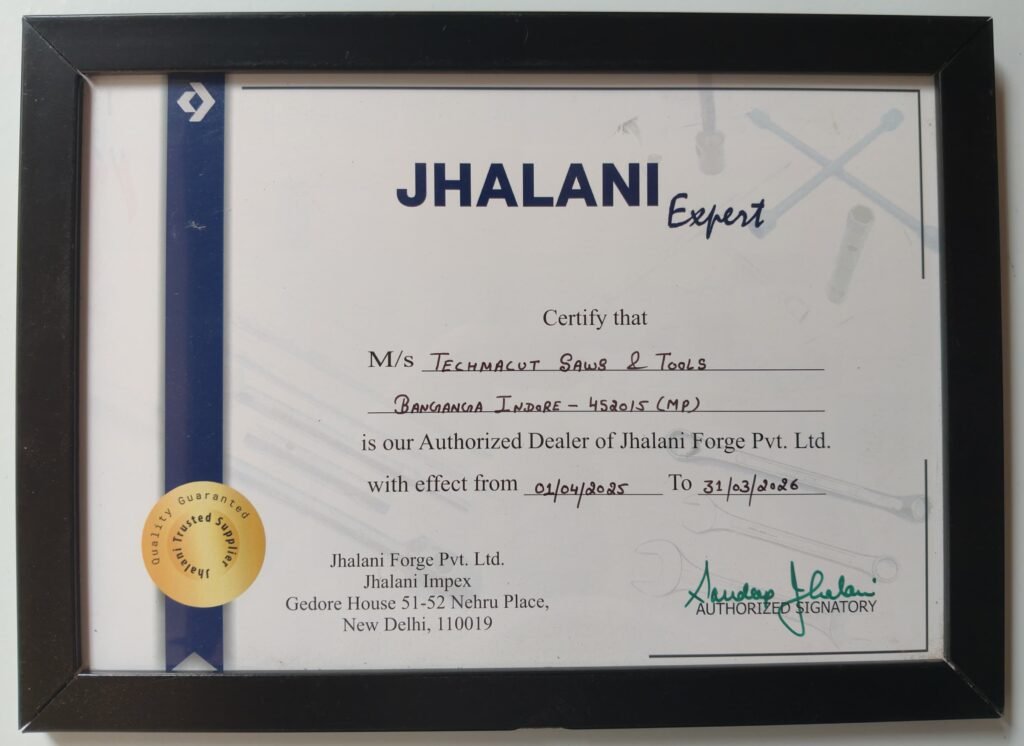 JHALANI
Expert
Certify that
M/s TECHMACUT SAWS & TOOLS
BANGANGA INDORE - 452015 (MP)
is our Authorized Dealer of Jhalani Forge Pvt. Ltd.
with effect from 01/04/2025 To 31/03/2026
Quality Guaranteed
Jhalani Trusted Supplier
Jhalani Forge Pvt. Ltd.
Jhalani Impex
Gedore House 51-52 Nehru Place,
New Delhi, 110019
Sandeep Jhalani
AUTHORIZED SIGNATORY